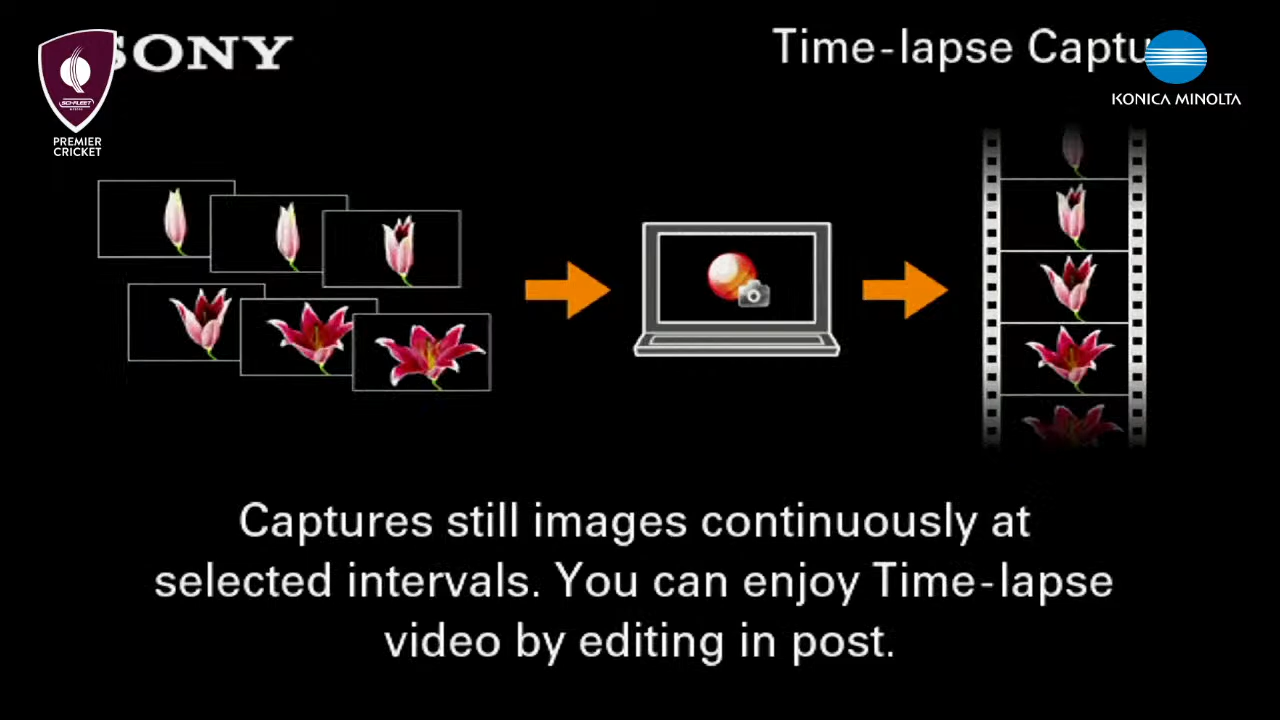 SONY
Time-lapse Captu
KONICA MINOLTA
PREMIER
CRICKET
Captures still images continuously at
selected intervals. You can enjoy Time-lapse
video by editing in post.